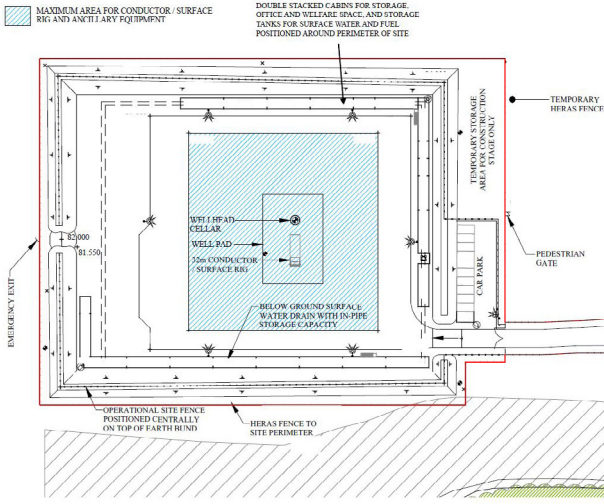 MAXIMUM AREA FOR CONDUCTOR / SURFACE
RIG AND ANCILLARY EQUIPMENT
DOUBLE STACKED CABINS FOR STORAGE,
OFFICE AND WELFARE SPACE, AND STORAGE
TANKS FOR SURFACE WATER AND FUEL
POSITIONED AROUND PERIMETER OF SITE
TEMPORARY
HERAS FENCE
TEMPORARY STORAGE
AREA FOR CONSTRUCTION
STAGE ONLY
WELLHEAD
CELLAR
WELL PAD
32m CONDUCTOR
/ SURFACE RIG
82.000
81.550
PEDESTRIAN
GATE
CAR PARK
EMERGENCY EXIT
BELOW GROUND SURFACE
WATER DRAIN WITH IN-PIPE
STORAGE CAPACITY
OPERATIONAL SITE FENCE
POSITIONED CENTRALLY
ON TOP OF EARTH BUND
HERAS FENCE TO
SITE PERIMETER